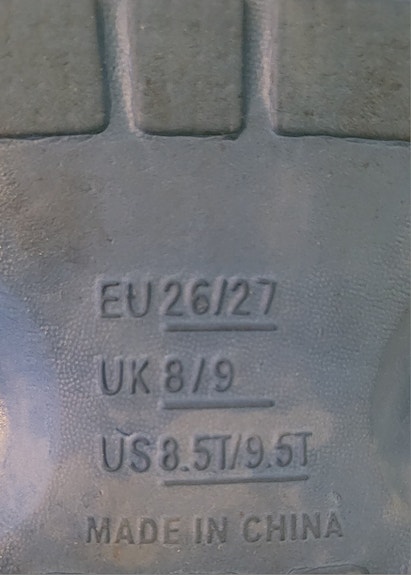 EU 26/27
UK 8/9
US 8.5T/9.5T
MADE IN CHINA